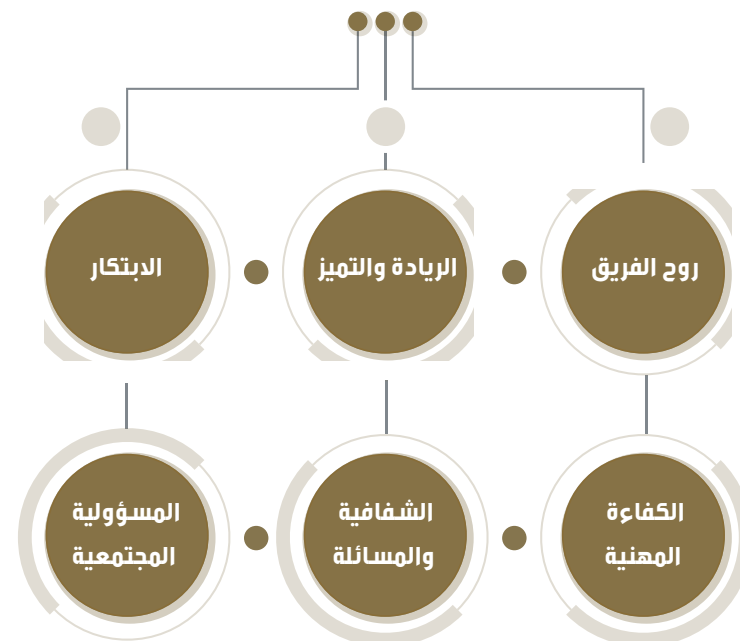 روح الفريق
الريادة والتميز
الابتكار
الكفاءة
المهنية
الشفافية
والمسائلة
المسؤولية
المجتمعية